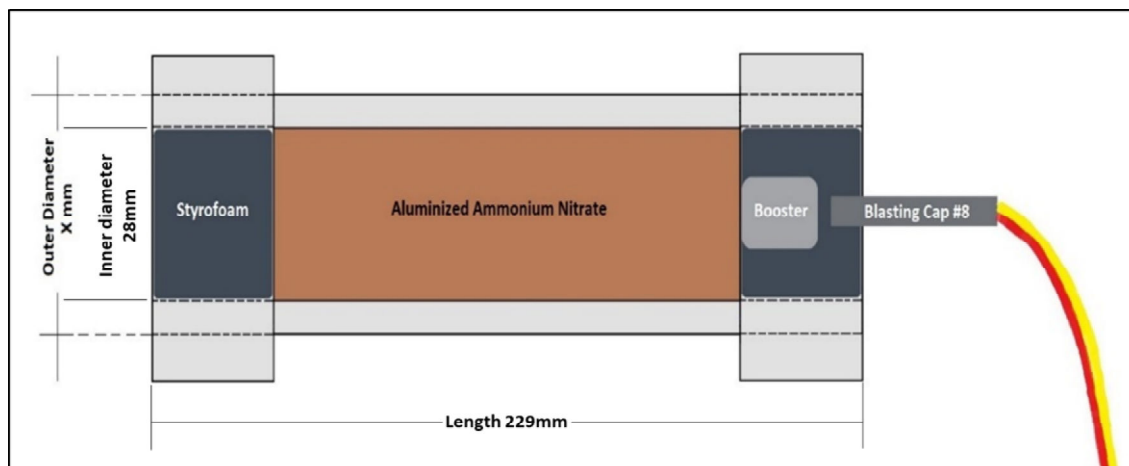 Outer Diameter
X mm
Inner diameter
28mm
Styrofoam
Aluminized Ammonium Nitrate
Booster
Blasting Cap #8
Length 229mm